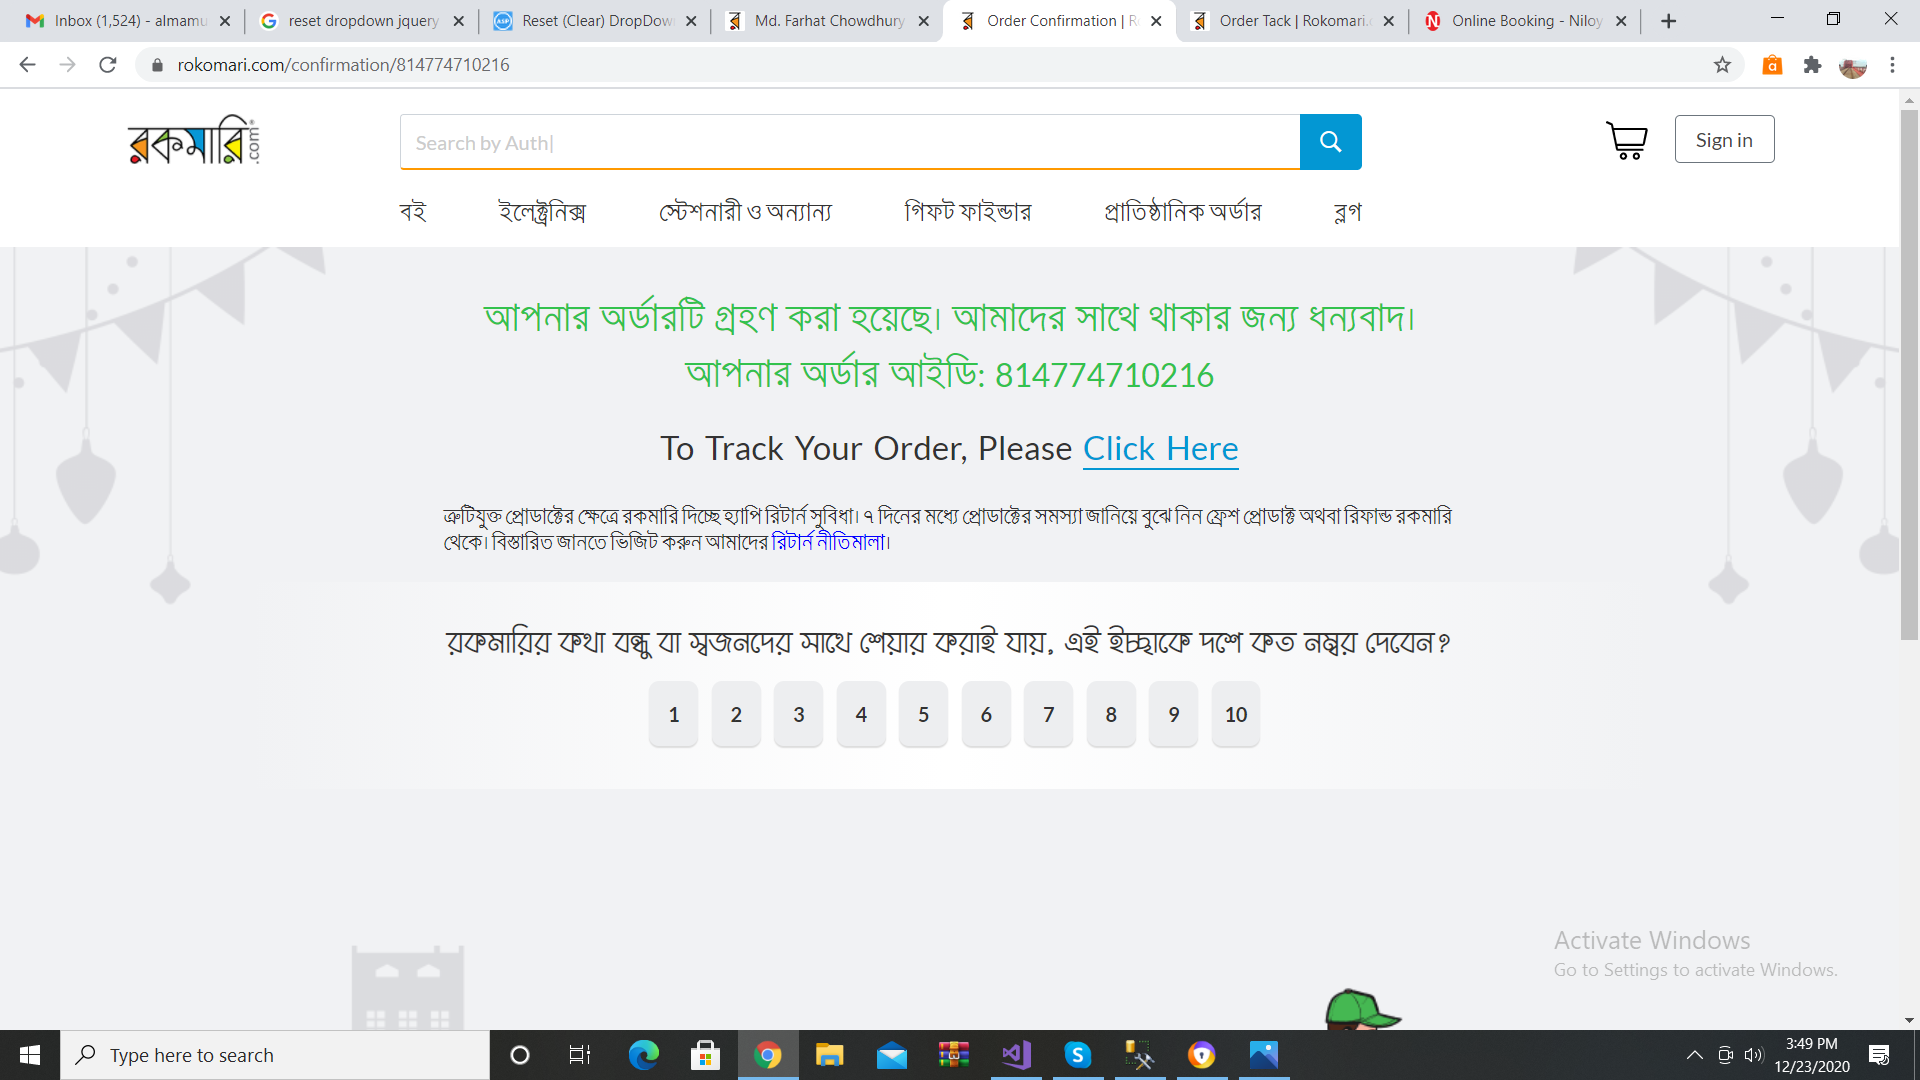 Inbox (1,524) - almamu
reset dropdown jquery
Reset (Clear) DropDow
Md. Farhat Chowdhury
Order Confirmation | R
Order Tack | Rokomari.
Online Booking - Niloy
rokomari.com/confirmation/814774710216
রকমারি.com
Search by Auth|
Sign in
বই ইলেক্ট্রনিক্স স্টেশনারী ও অন্যান্য গিফট ফাইন্ডার প্রাতিষ্ঠানিক অর্ডার ব্লগ
আপনার অর্ডারটি গ্রহণ করা হয়েছে। আমাদের সাথে থাকার জন্য ধন্যবাদ।
আপনার অর্ডার আইডি: 814774710216
To Track Your Order, Please Click Here
ত্রুটিযুক্ত প্রোডাক্টের ক্ষেত্রে রকমারি দিচ্ছে হ্যাপি রিটার্ন সুবিধা। ৭ দিনের মধ্যে প্রোডাক্টের সমস্যা জানিয়ে বুঝে নিন ফ্রেশ প্রোডাক্ট অথবা রিফান্ড রকমারি
থেকে। বিস্তারিত জানতে ভিজিট করুন আমাদের রিটার্ন নীতিমালা।
রকমারির কথা বন্ধু বা স্বজনদের সাথে শেয়ার করাই যায়, এই ইচ্ছাকে দশে কত নম্বর দেবেন?
1 2 3 4 5 6 7 8 9 10
Activate Windows
Go to Settings to activate Windows.
Type here to search
3:49 PM
12/23/2020